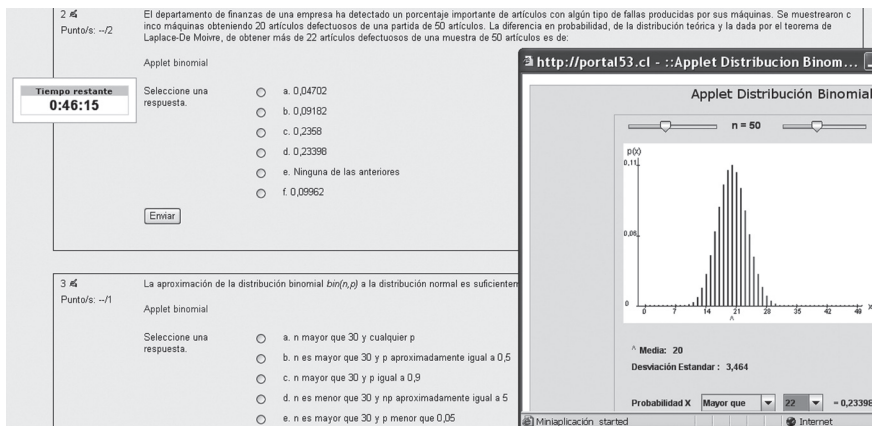 2
Punto/s: --/2
El departamento de finanzas de una empresa ha detectado un porcentaje importante de artículos con algún tipo de fallas producidas por sus máquinas. Se muestrearon c
inco máquinas obteniendo 20 artículos defectuosos de una partida de 50 artículos. La diferencia en probabilidad, de la distribución teórica y la dada por el teorema de
Laplace-De Moivre, de obtener más de 22 artículos defectuosos de una muestra de 50 artículos es de:
Applet binomial
Tiempo restante
0:46:15
Seleccione una
respuesta.
a. 0,04702
b. 0,09182
c. 0,2358
d. 0,23398
e. Ninguna de las anteriores
f. 0,09962
Enviar
3
Punto/s: --/1
La aproximación de la distribución binomial bin(n,p) a la distribución normal es
Applet binomial
Seleccione una
respuesta.
a. n mayor que 30 y cualquier p
b. n es mayor que 30 y p aproximadamente igual a 0,5
c. n mayor que 30 y p igual a 0,9
d. n es menor que 30 y np aproximadamente igual a 5
e. n es mayor que 30 y p menor que 0,05
http://portal53.cl - ::Applet Distribucion Binom...
Applet Distribución Binomial
n = 50
p(x)
0,11
0,06
0
0 7 14 21 28 35 42 49 x
^
^ Media: 20
Desviación Estandar : 3,464
Probabilidad X Mayor que 22 = 0,23398
Miniaplicación started
Internet